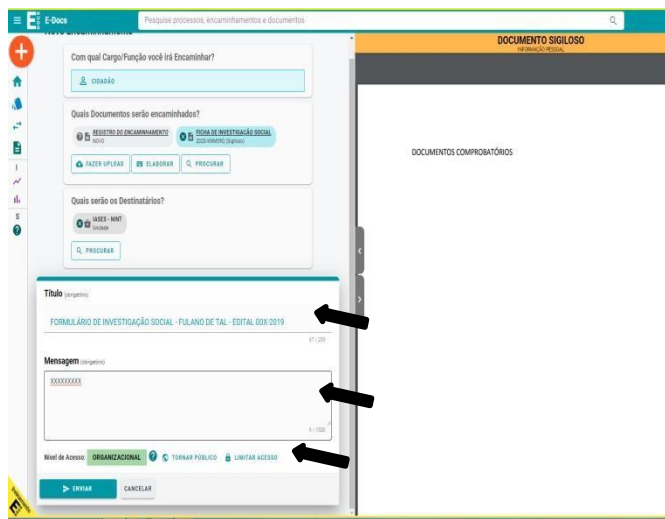 E-Docs
Pesquise processos, encaminhamentos e documentos
Novo Encaminhamento
Com qual Cargo/Função você irá Encaminhar?
CIDADÃO
Quais Documentos serão encaminhados?
REGISTRO DO ENCAMINHAMENTO
NOVO
FICHA DE INVESTIGAÇÃO SOCIAL
(Sigiloso)
FAZER UPLOAD
ELABORAR
PROCURAR
Quais serão os Destinatários?
IASES - NINT
Unidade
PROCURAR
Título (obrigatório)
FORMULÁRIO DE INVESTIGAÇÃO SOCIAL - FULANO DE TAL - EDITAL 00X-2019
Mensagem (obrigatório)
XXXXXXXXX
Nível de Acesso: ORGANIZACIONAL TORNAR PÚBLICO LIMITAR ACESSO
ENVIAR CANCELAR
DOCUMENTO SIGILOSO
INFORMAÇÃO PESSOAL
DOCUMENTOS COMPROBATÓRIOS